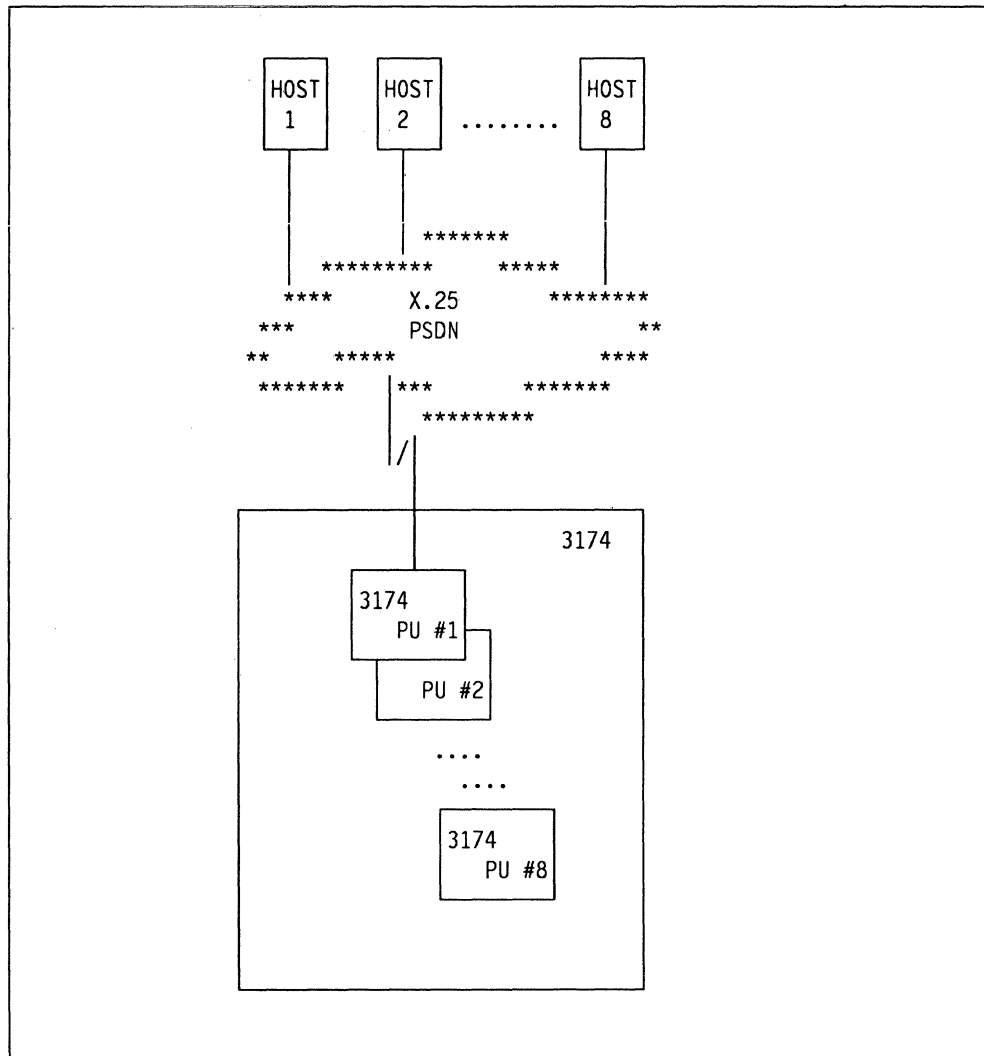 HOST HOST HOST
1 2 ........ 8
*******
********* *****
**** X.25 ********
*** PSDN **
** ***** ****
******* *** *******
*********
/
3174
3174
PU #1
PU #2
....
....
3174
PU #8